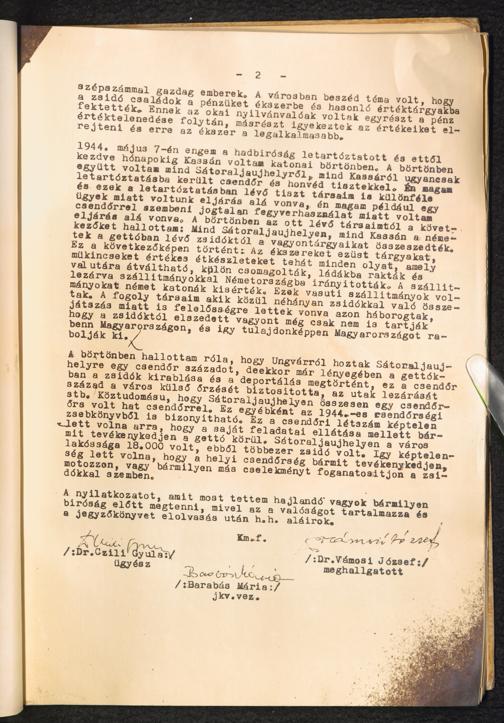 - 2 -
szépszámmal gazdag emberek. A városban beszéd téma volt, hogy
a zsidó családok a pénzüket ékszerbe és hasonló értéktárgyakba
fektették. Ennek az okai nyilvánvalóak voltak egyrészt a pénz
értéktelenedése folytán, másrészt igyekeztek az értékeiket el-
rejteni és erre az ékszer a legalkalmasabb.
1944. május 7-én engem a hadbiróság letartóztatott és ettől
kezdve hónapokig Kassán voltam katonai börtönben. A börtönben
együtt voltam mind Sátoraljaujhelyről, mind Kassáról ugyancsak
letartóztatásba került csendőr és honvéd tisztekkel. Én magam
és ezek a letartóztatásban lévő tiszt társaim is különféle
ügyek miatt voltunk eljárás alá vonva, én magam például egy
csendőrrel szembeni jogtalan fegyverhasználat miatt voltam
eljárás alá vonva. A börtönben az ott lévő társaimtól a követ-
kezőket hallottam: Mind Sátoraljaujhelyen, mind Kassán a néme-
tek a gettóban lévő zsidóktól a vagyontárgyaikat összeszedték.
Ez a következőképen történt: Az ékszereket ezüst tárgyakat,
mükincseket értékes étkészleteket tehát minden olyat, amely
valutára átváltható, külön csomagolták, ládákba rakták és
lezárva szállitmányokkal Németországba irányitották. A szállit-
mányokat német katonák kisérték. Ezek vasuti szállitmányok vol-
tak. A fogoly társaim akik közül néhányan zsidókkal való össze-
játszás miatt is felelősségre lettek vonva azon háborogtak,
hogy a zsidóktól elszedett vagyont még csak nem is tartják
benn Magyarországon, és igy tulajdonképpen Magyarországot ra-
bolják ki.
A börtönben hallottam róla, hogy Ungvárról hoztak Sátoraljauj-
helyre egy csendőr századot, deekkor már lényegében a gettók-
ban a zsidók kirablása és a deportálás megtörtént, ez a csendőr
század a város külső őrzését biztositotta, az utak lezárását
stb. Köztudomásu, hogy Sátoraljaujhelyen összesen egy csendőr-
őrs volt hat csendőrrel. Ez egyébként az 1944.-es csendőrségi
zsebkönyvből is bizonyitható. Ez a csendőri létszám képtelen
lett volna arra, hogy a saját feladatai ellátása mellett bár-
mit tevékenykedjen a gettó körül. Sátoraljaujhelyen a város
lakóssága 18.000 volt, ebből többezer zsidó volt. Igy képtelen-
ség lett volna, hogy a helyi csendőrség bármit tevékenykedjen,
motozzon, vagy bármilyen más cselekményt foganatositjon a zsi-
dókkal szemben.
A nyilatkozatot, amit most tettem hajlandó vagyok bármilyen
biróság előtt megtenni, mivel az a valóságot tartalmazza és
a jegyzőkönyvet elolvasás után h.h. aláirok.
Km.f.
/:Dr.Czili Gyula:/
ügyész
/:Dr.Vámosi József:/
meghallgatott
Barabás Mária
/:Barabás Mária:/
jkv.vez.